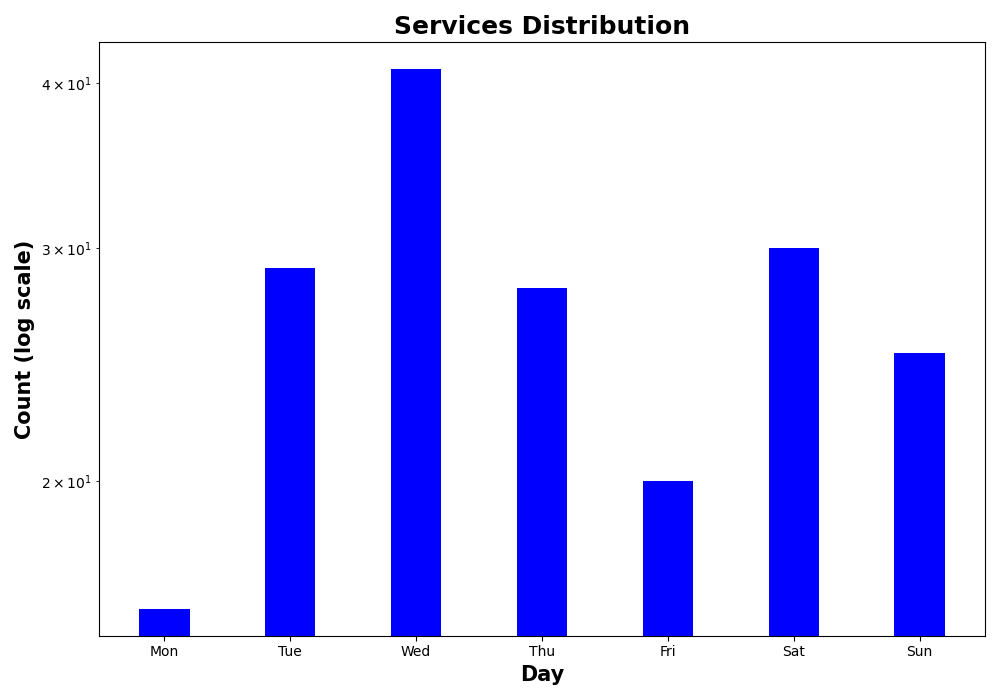 Services Distribution
Count (log scale)
4 × 10¹
3 × 10¹
2 × 10¹
Mon Tue Wed Thu Fri Sat Sun
Day